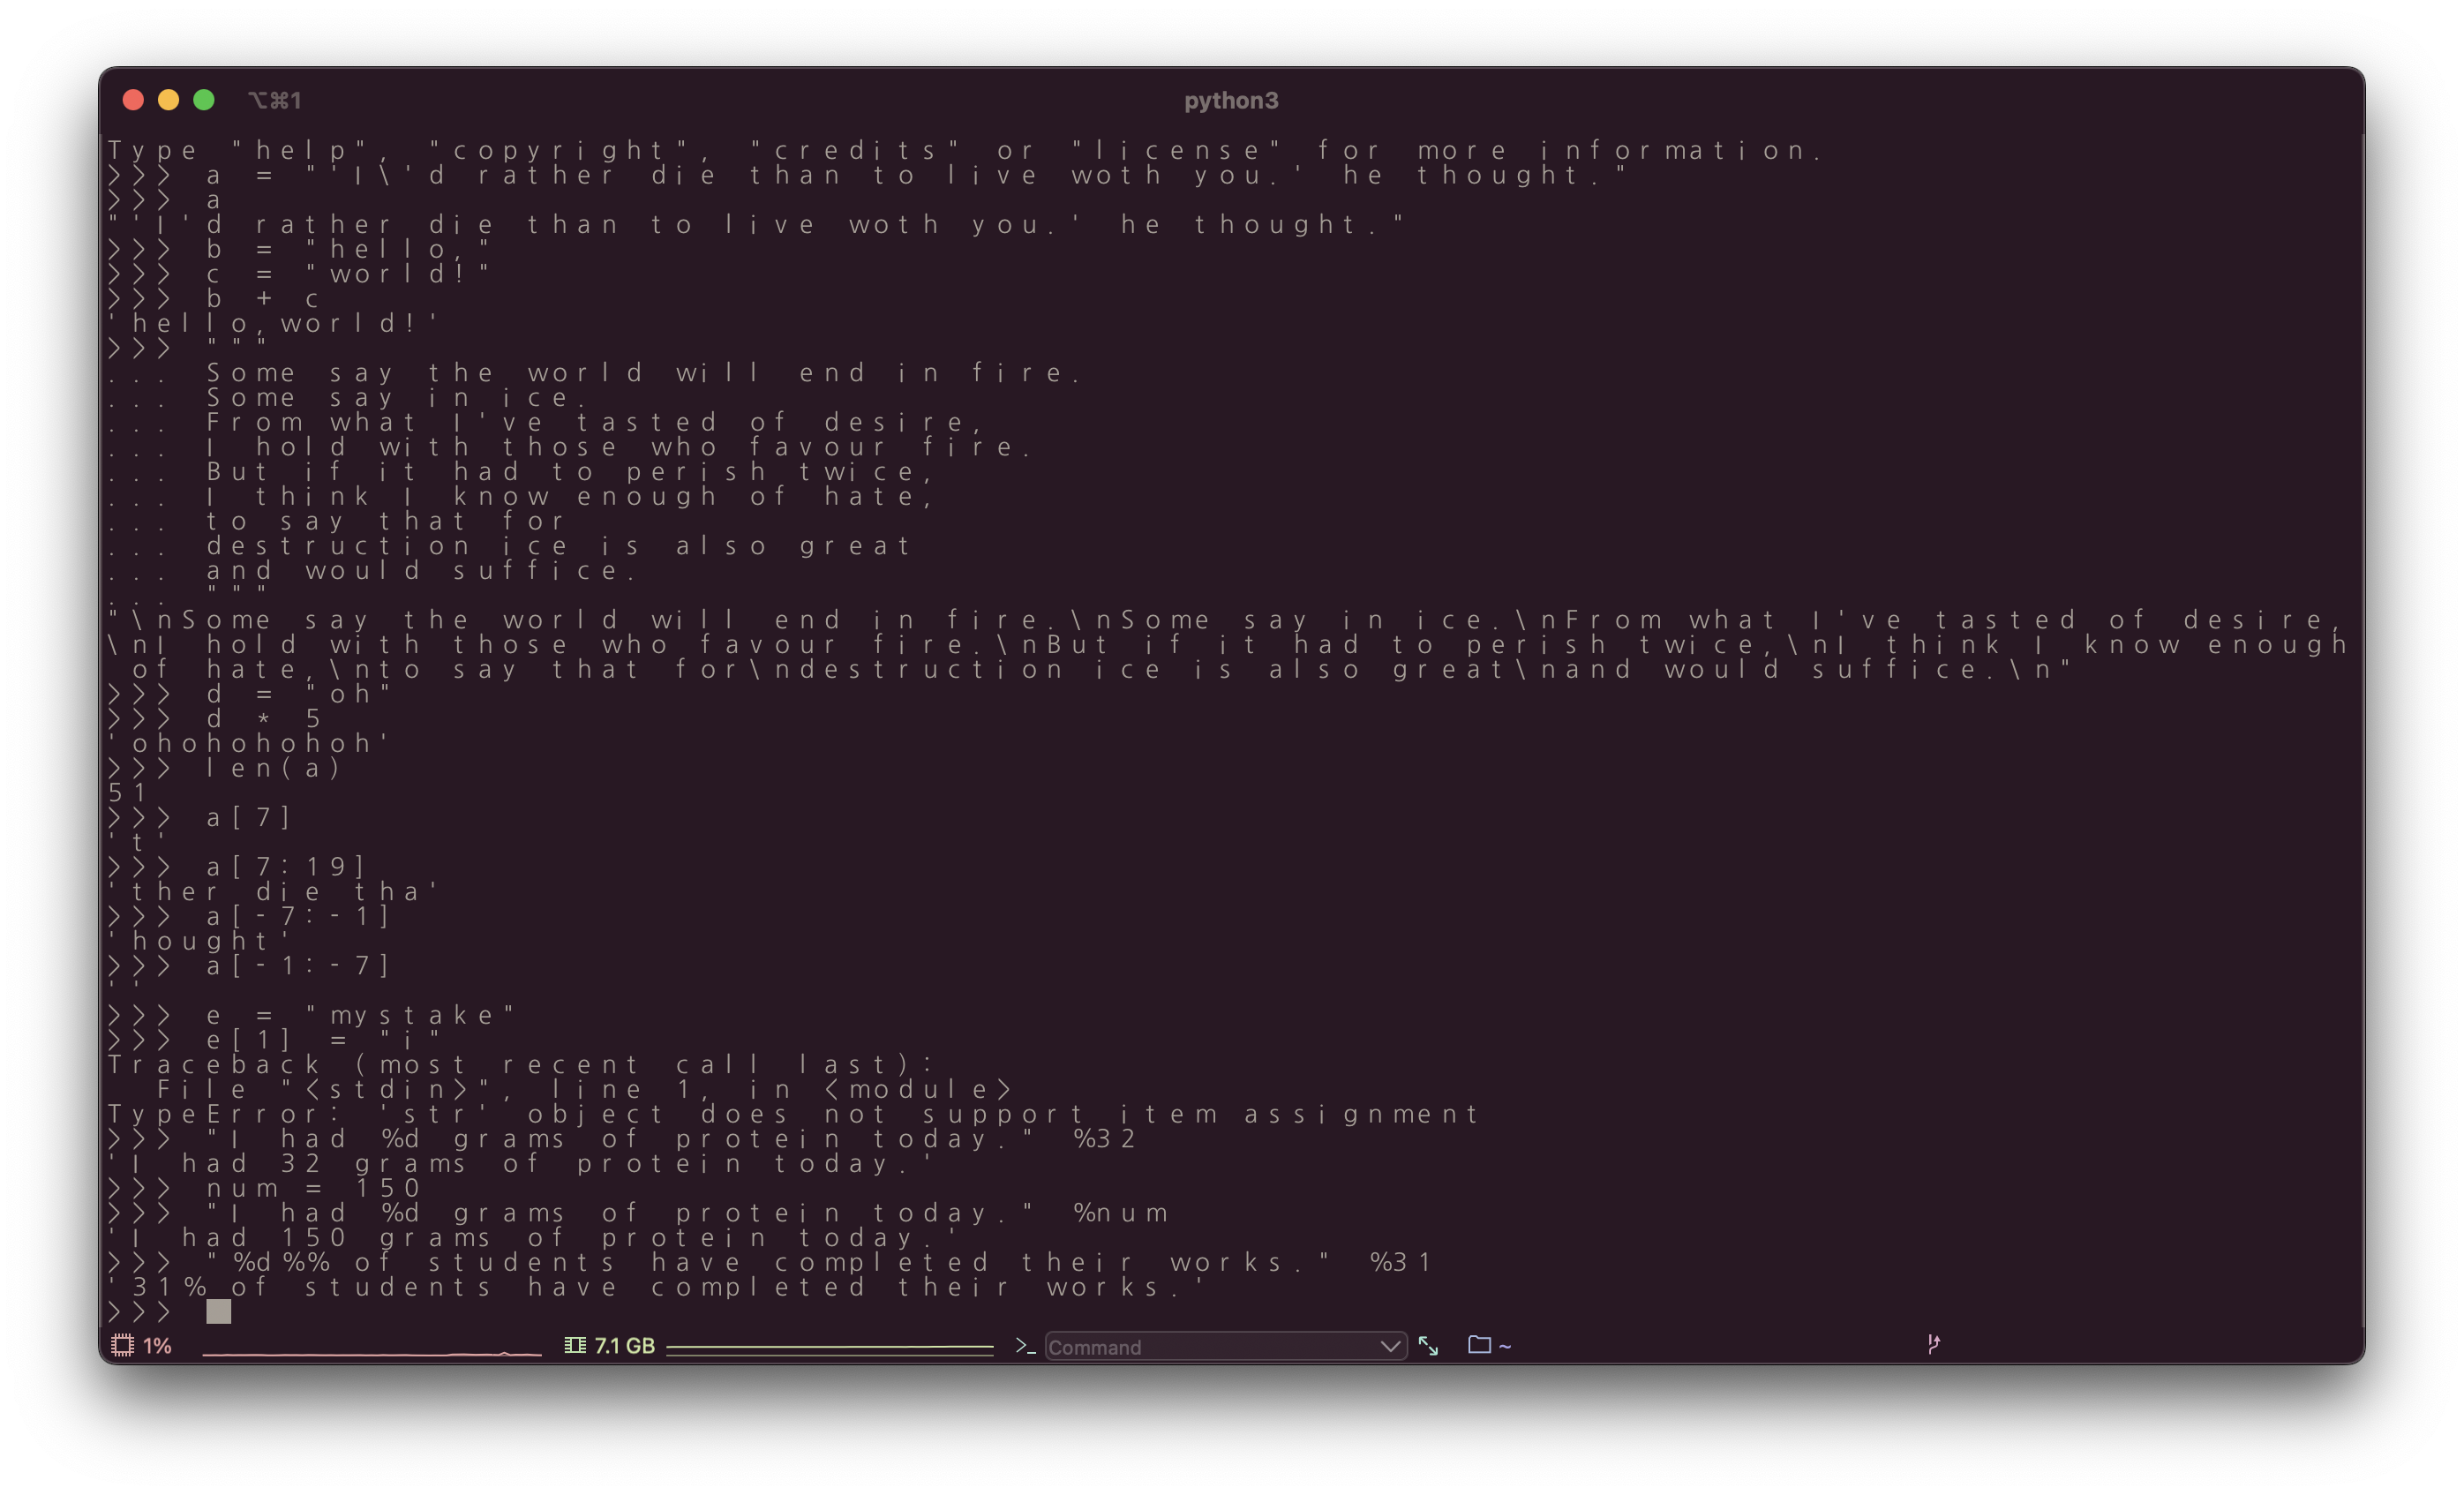 ⌥⌘1
python3
Type "help", "copyright", "credits" or "license" for more information.
>>> a = "'I\'d rather die than to live woth you.' he thought."
>>> a
"'I'd rather die than to live woth you.' he thought."
>>> b = "hello,"
>>> c = "world!"
>>> b + c
'hello,world!'
>>> """
... Some say the world will end in fire.
... Some say in ice.
... From what I've tasted of desire,
... I hold with those who favour fire.
... But if it had to perish twice,
... I think I know enough of hate,
... to say that for
... destruction ice is also great
... and would suffice.
... """
"\nSome say the world will end in fire.\nSome say in ice.\nFrom what I've tasted of desire,
\nI hold with those who favour fire.\nBut if it had to perish twice,\nI think I know enough
 of hate,\nto say that for\ndestruction ice is also great\nand would suffice.\n"
>>> d = "oh"
>>> d * 5
'ohohohohoh'
>>> len(a)
51
>>> a[7]
't'
>>> a[7:19]
'ther die tha'
>>> a[-7:-1]
'hought'
>>> a[-1:-7]
''
>>> e = "mystake"
>>> e[1] = "i"
Traceback (most recent call last):
  File "<stdin>", line 1, in <module>
TypeError: 'str' object does not support item assignment
>>> "I had %d grams of protein today." %32
'I had 32 grams of protein today.'
>>> num = 150
>>> "I had %d grams of protein today." %num
'I had 150 grams of protein today.'
>>> "%d%% of students have completed their works." %31
'31% of students have completed their works.'
>>>
1%
7.1 GB
>_ Command
~